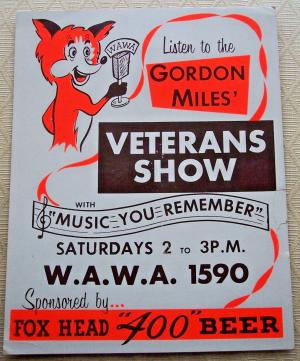 WAWA
Listen to the
GORDON
MILES'
VETERANS
SHOW
WITH
"MUSIC YOU REMEMBER"
SATURDAYS 2 TO 3 P.M.
W.A.W.A. 1590
Sponsored by...
FOX HEAD "400" BEER